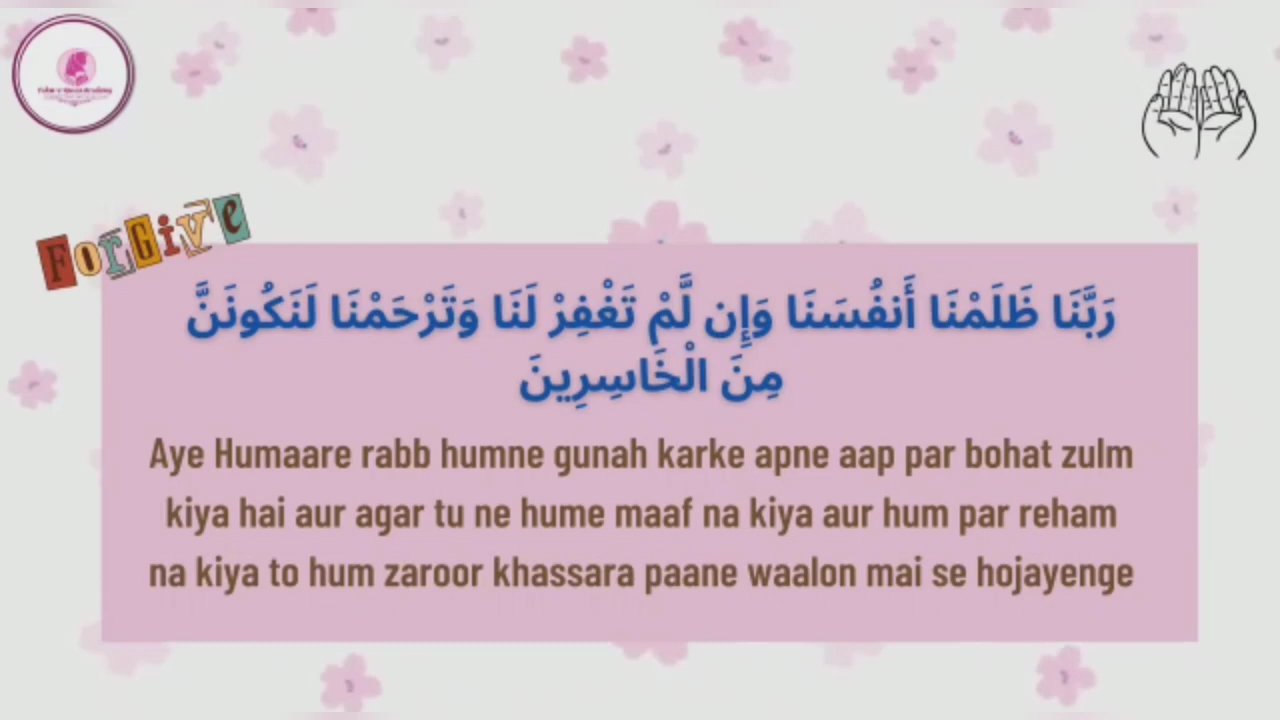 ForGive
رَبَّنَا ظَلَمْنَا أَنفُسَنَا وَإِن لَّمْ تَغْفِرْ لَنَا وَتَرْحَمْنَا لَنَكُونَنَّ
مِنَ الْخَاسِرِينَ
Aye Humaare rabb humne gunah karke apne aap par bohat zulm
kiya hai aur agar tu ne hume maaf na kiya aur hum par reham
na kiya to hum zaroor khassara paane waalon mai se hojayenge